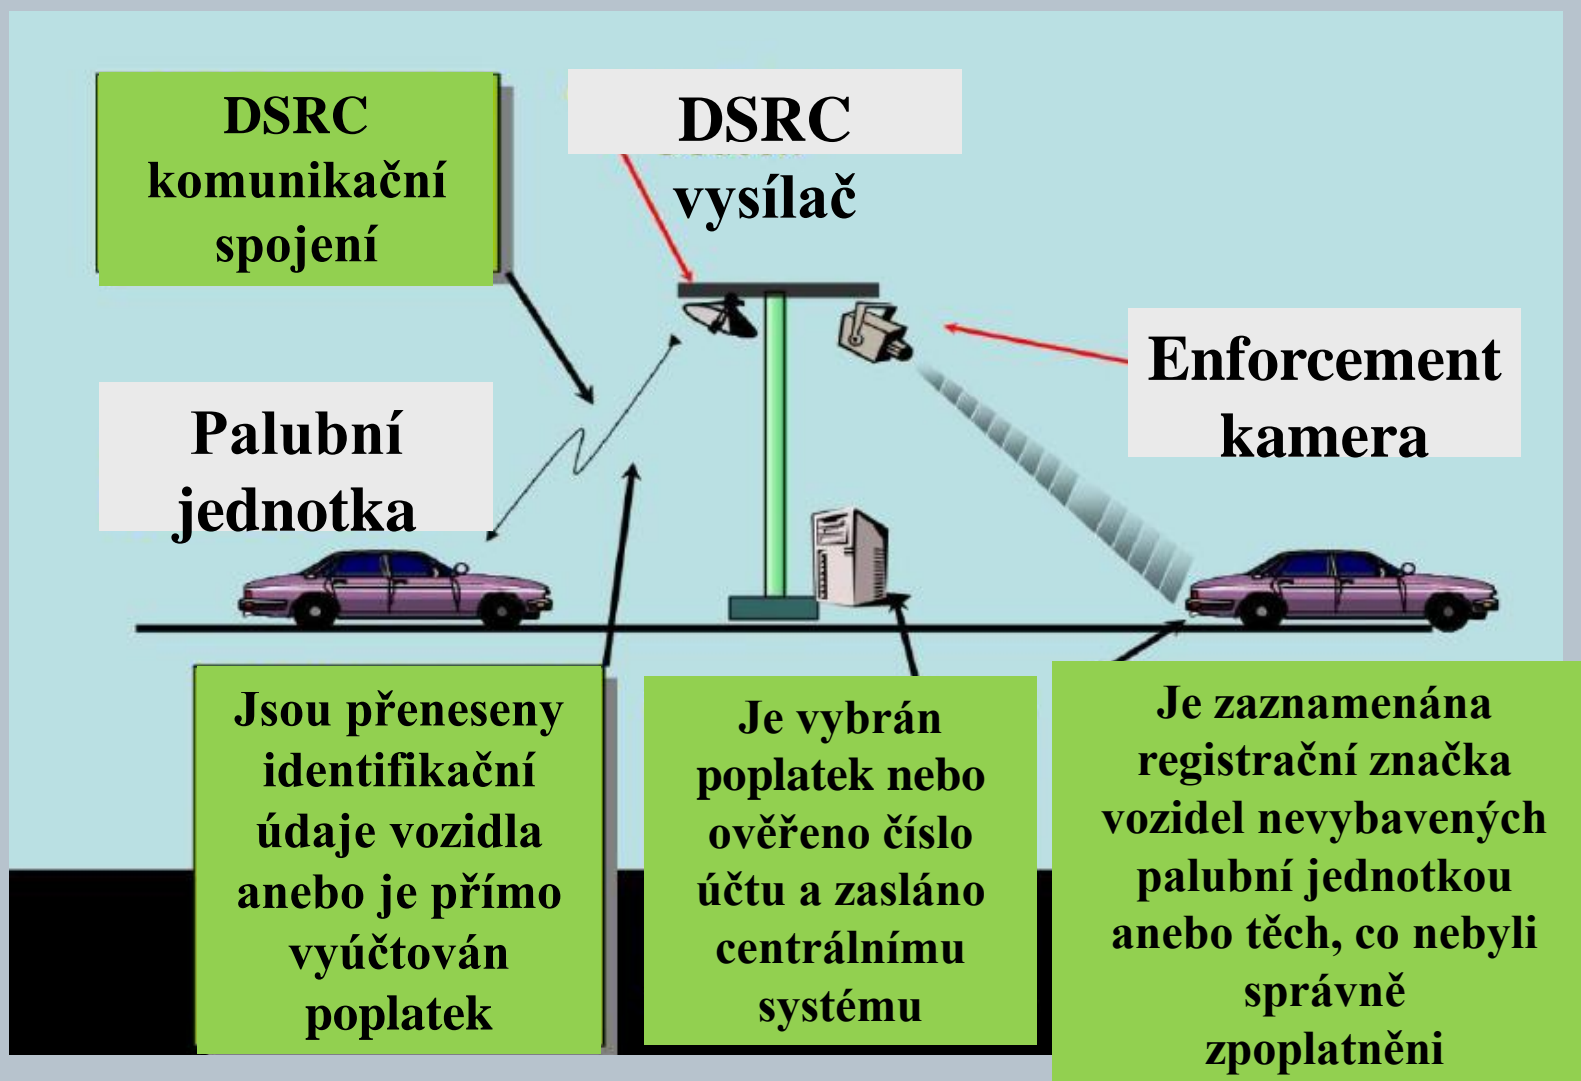 DSRC
komunikační
spojení
DSRC
vysílač
Enforcement
kamera
Palubní
jednotka
Jsou přeneseny
identifikační
údaje vozidla
anebo je přímo
vyúčtován
poplatek
Je vybrán
poplatek nebo
ověřeno číslo
účtu a zasláno
centrálnímu
systému
Je zaznamenána
registrační značka
vozidel nevybavených
palubní jednotkou
anebo těch, co nebyli
správně
zpoplatněni